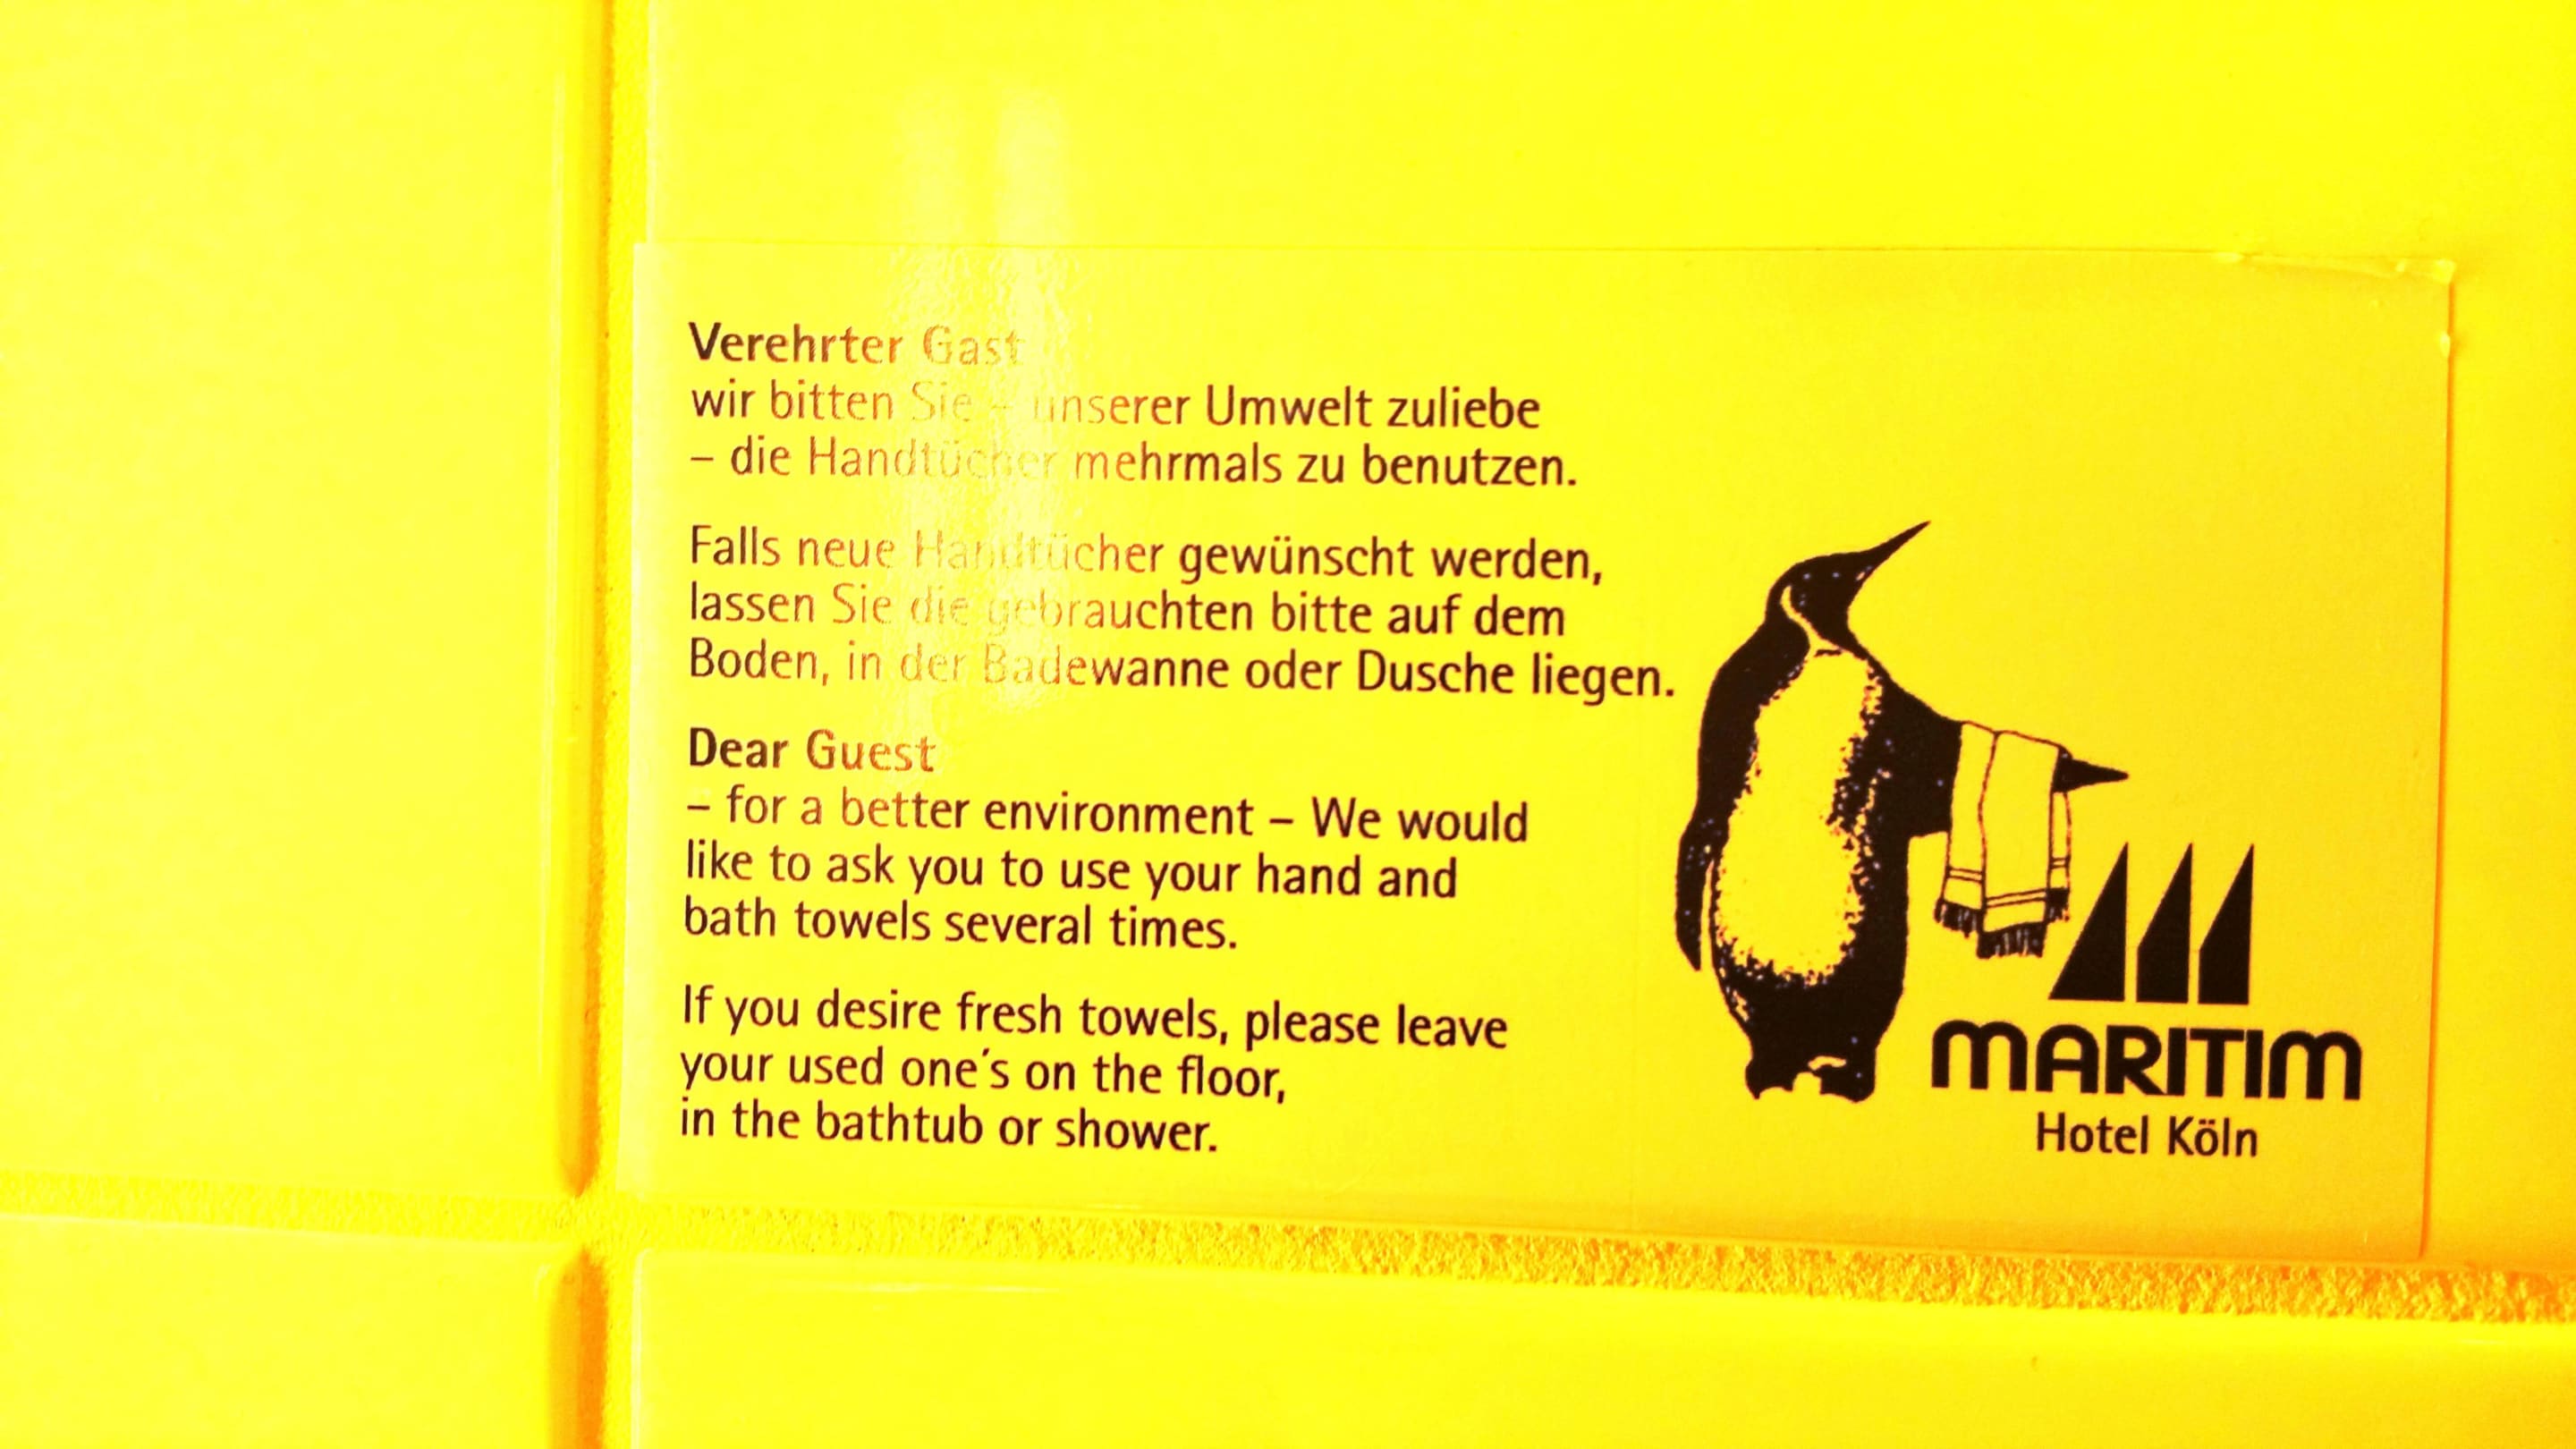 Verehrter Gast
wir bitten Sie – unserer Umwelt zuliebe
– die Handtücher mehrmals zu benutzen.
Falls neue Handtücher gewünscht werden,
lassen Sie die gebrauchten bitte auf dem
Boden, in der Badewanne oder Dusche liegen.
Dear Guest
– for a better environment – We would
like to ask you to use your hand and
bath towels several times.
If you desire fresh towels, please leave
your used one´s on the floor,
in the bathtub or shower.
MARITIM
Hotel Köln